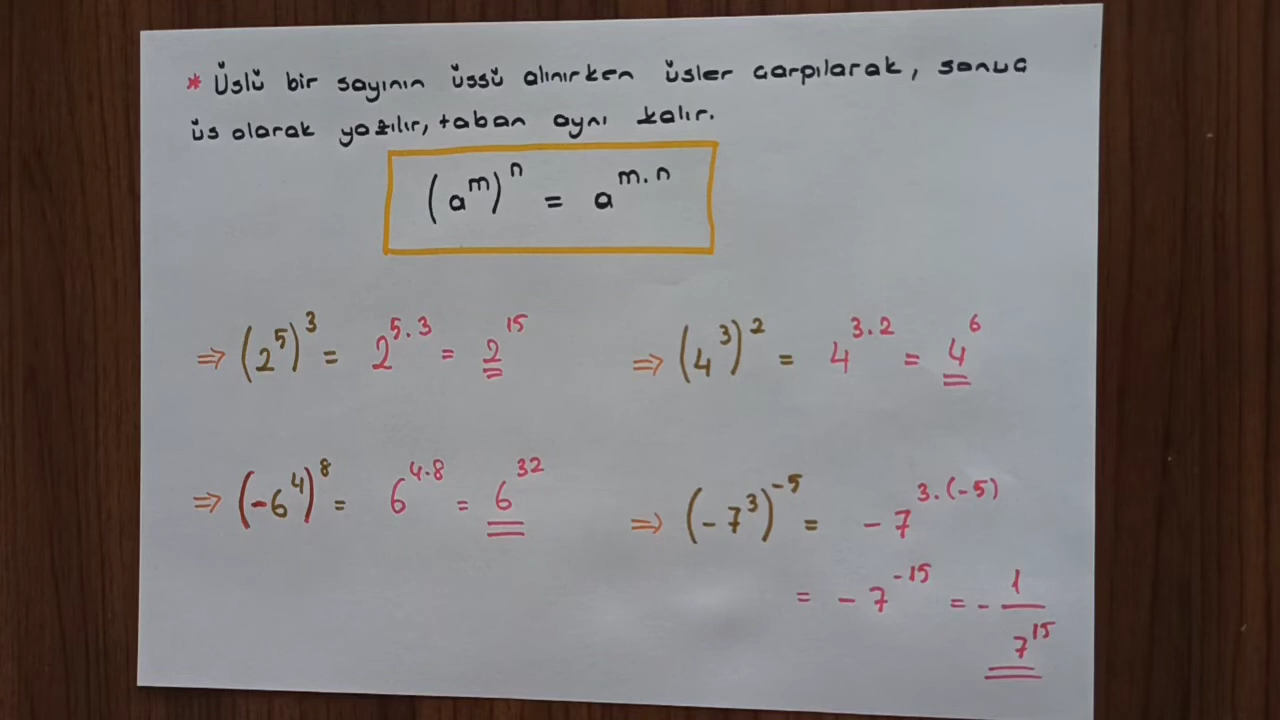 * Üslü bir sayının üssü alınırken üsler çarpılarak, sonuç
üs olarak yazılır, taban aynı kalır.
(a^m)^n = a^(m.n)
⇒ (2^5)^3 = 2^(5.3) = 2^15
⇒ (4^3)^2 = 4^(3.2) = 4^6
⇒ (-6^4)^8 = 6^(4.8) = 6^32
⇒ (-7^3)^-5 = -7^(3.(-5))
= -7^-15 = -1/7^15